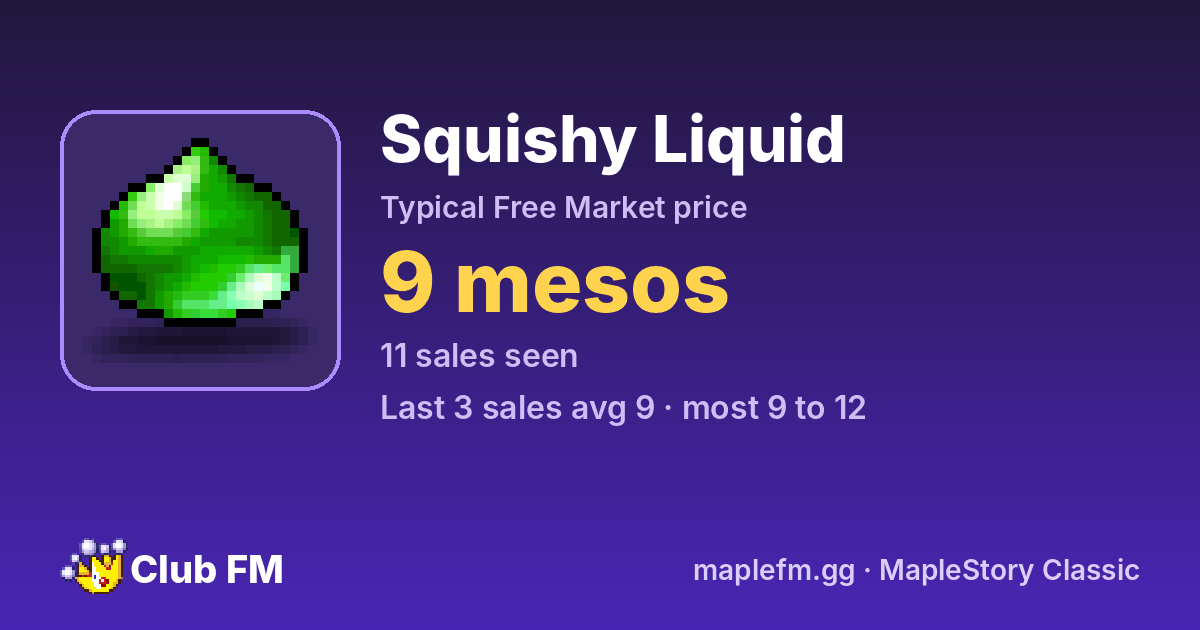 Squishy Liquid
Typical Free Market price
9 mesos
11 sales seen
Last 3 sales avg 9 · most 9 to 12
Club FM
maplefm.gg · MapleStory Classic